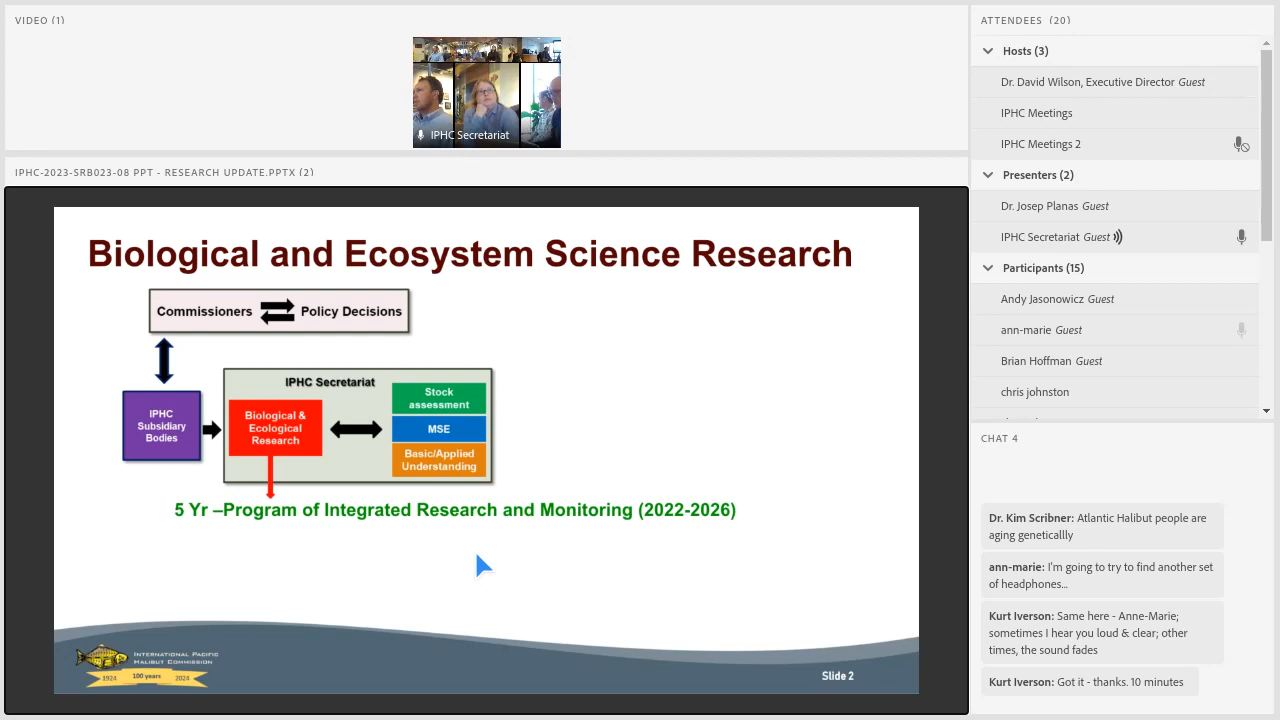 VIDEO (1)
IPHC Secretariat
IPHC-2023-SRB023-08 PPT - RESEARCH UPDATE.PPTX (2)
Biological and Ecosystem Science Research
Commissioners
Policy Decisions
IPHC Secretariat
IPHC
Subsidiary
Bodies
Biological &
Ecological
Research
Stock
assessment
MSE
Basic/Applied
Understanding
5 Yr –Program of Integrated Research and Monitoring (2022-2026)
INTERNATIONAL PACIFIC
HALIBUT COMMISSION
1924
100 years
2024
Slide 2
ATTENDEES (20)
Hosts (3)
Dr. David Wilson, Executive Director Guest
IPHC Meetings
IPHC Meetings 2
Presenters (2)
Dr. Josep Planas Guest
IPHC Secretariat Guest
Participants (15)
Andy Jasonowicz Guest
ann-marie Guest
Brian Hoffman Guest
chris johnston
CHAT 4
Dr. Kim Scribner: Atlantic Halibut people are
aging geneticallly
ann-marie: I'm going to try to find another set
of headphones...
Kurt Iverson: Same here - Anne-Marie;
sometimes I hear you loud & clear; other
times the sound fades out
Kurt Iverson: Got it - thanks. 10 minutes